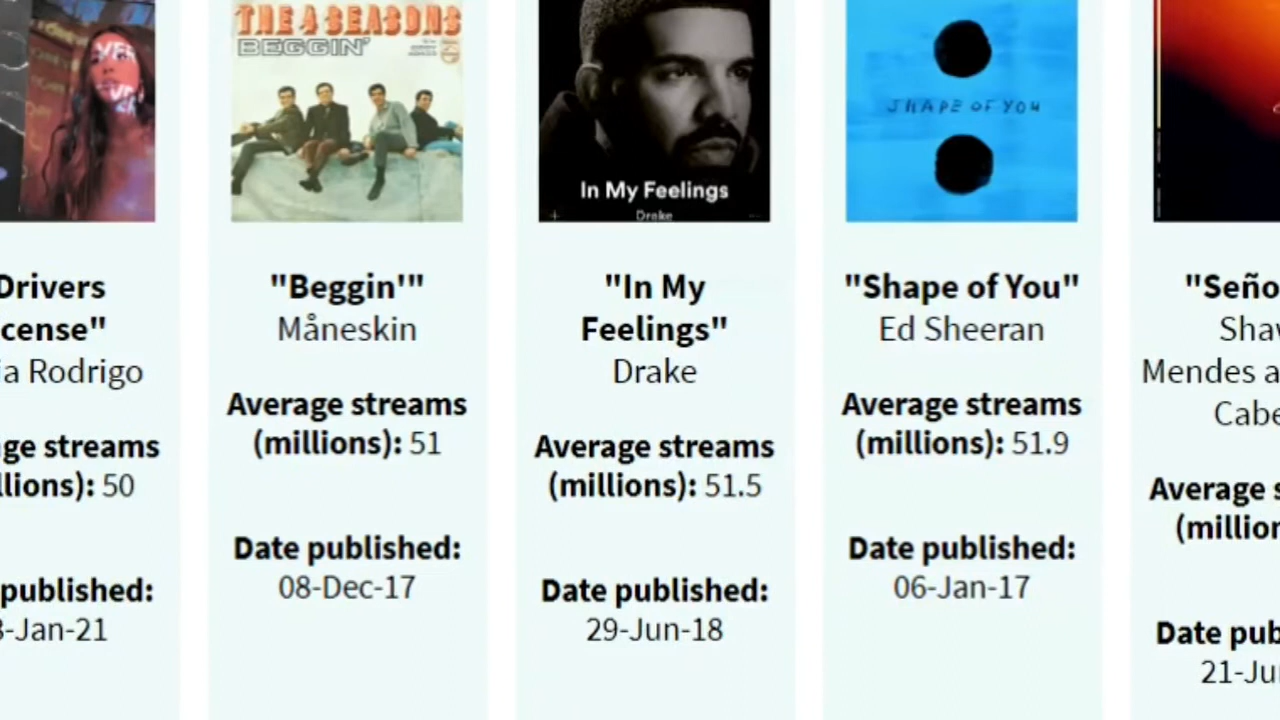 THE 4 SEASONS
BEGGIN'
In My Feelings
Drake
SHAPE OF YOU
Drivers
cense"
ia Rodrigo
ge streams
llions): 50
published:
-Jan-21
"Beggin'"
Måneskin
Average streams
(millions): 51
Date published:
08-Dec-17
"In My
Feelings"
Drake
Average streams
(millions): 51.5
Date published:
29-Jun-18
"Shape of You"
Ed Sheeran
Average streams
(millions): 51.9
Date published:
06-Jan-17
"Seño
Shaw
Mendes a
Cabe
Average s
(million
Date pub
21-Ju